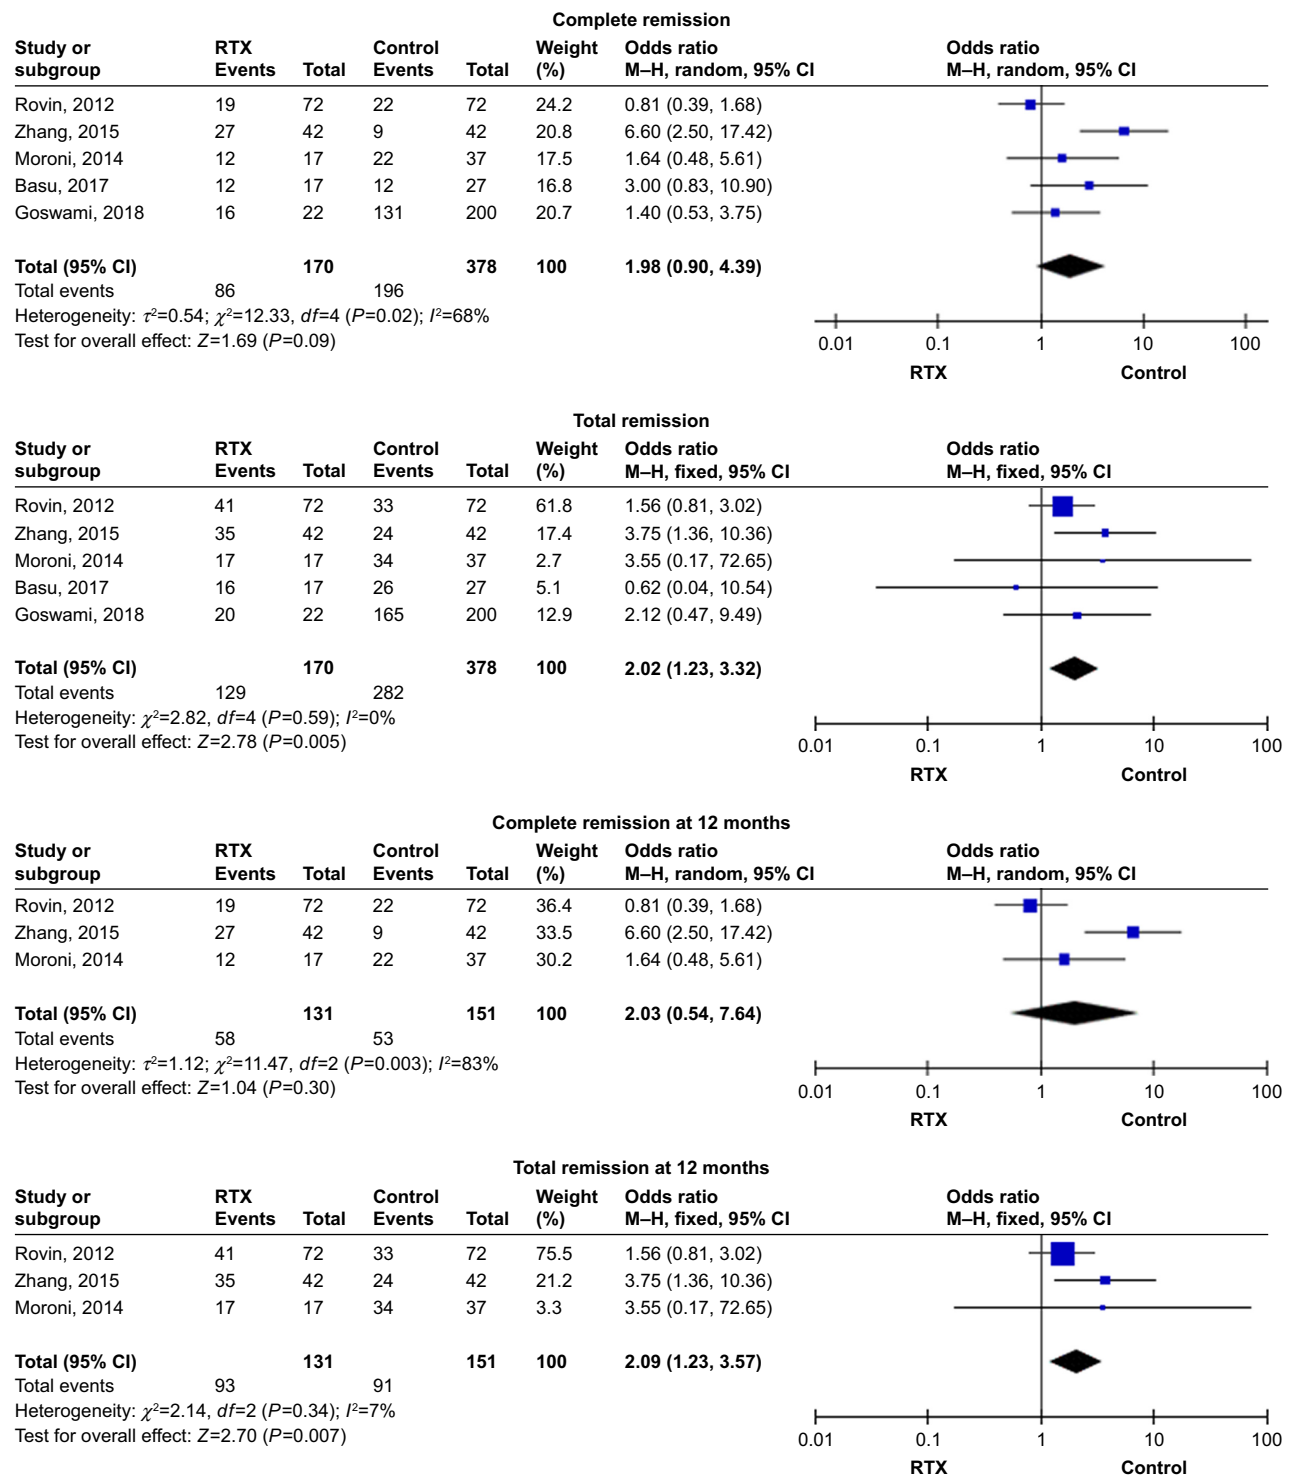 Complete remission
Study or RTX Control Weight Odds ratio Odds ratio
subgroup Events Total Events Total (%) M–H, random, 95% CI M–H, random, 95% CI
Rovin, 2012 19 72 22 72 24.2 0.81 (0.39, 1.68)
Zhang, 2015 27 42 9 42 20.8 6.60 (2.50, 17.42)
Moroni, 2014 12 17 22 37 17.5 1.64 (0.48, 5.61)
Basu, 2017 12 17 12 27 16.8 3.00 (0.83, 10.90)
Goswami, 2018 16 22 131 200 20.7 1.40 (0.53, 3.75)
Total (95% CI) 170 378 100 1.98 (0.90, 4.39)
Total events 86 196
Heterogeneity: τ²=0.54; χ²=12.33, df=4 (P=0.02); I²=68%
Test for overall effect: Z=1.69 (P=0.09)
0.01 0.1 1 10 100
RTX Control
Total remission
Study or RTX Control Weight Odds ratio Odds ratio
subgroup Events Total Events Total (%) M–H, fixed, 95% CI M–H, fixed, 95% CI
Rovin, 2012 41 72 33 72 61.8 1.56 (0.81, 3.02)
Zhang, 2015 35 42 24 42 17.4 3.75 (1.36, 10.36)
Moroni, 2014 17 17 34 37 2.7 3.55 (0.17, 72.65)
Basu, 2017 16 17 26 27 5.1 0.62 (0.04, 10.54)
Goswami, 2018 20 22 165 200 12.9 2.12 (0.47, 9.49)
Total (95% CI) 170 378 100 2.02 (1.23, 3.32)
Total events 129 282
Heterogeneity: χ²=2.82, df=4 (P=0.59); I²=0%
Test for overall effect: Z=2.78 (P=0.005)
0.01 0.1 1 10 100
RTX Control
Complete remission at 12 months
Study or RTX Control Weight Odds ratio Odds ratio
subgroup Events Total Events Total (%) M–H, random, 95% CI M–H, random, 95% CI
Rovin, 2012 19 72 22 72 36.4 0.81 (0.39, 1.68)
Zhang, 2015 27 42 9 42 33.5 6.60 (2.50, 17.42)
Moroni, 2014 12 17 22 37 30.2 1.64 (0.48, 5.61)
Total (95% CI) 131 151 100 2.03 (0.54, 7.64)
Total events 58 53
Heterogeneity: τ²=1.12; χ²=11.47, df=2 (P=0.003); I²=83%
Test for overall effect: Z=1.04 (P=0.30)
0.01 0.1 1 10 100
RTX Control
Total remission at 12 months
Study or RTX Control Weight Odds ratio Odds ratio
subgroup Events Total Events Total (%) M–H, fixed, 95% CI M–H, fixed, 95% CI
Rovin, 2012 41 72 33 72 75.5 1.56 (0.81, 3.02)
Zhang, 2015 35 42 24 42 21.2 3.75 (1.36, 10.36)
Moroni, 2014 17 17 34 37 3.3 3.55 (0.17, 72.65)
Total (95% CI) 131 151 100 2.09 (1.23, 3.57)
Total events 93 91
Heterogeneity: χ²=2.14, df=2 (P=0.34); I²=7%
Test for overall effect: Z=2.70 (P=0.007)
0.01 0.1 1 10 100
RTX Control